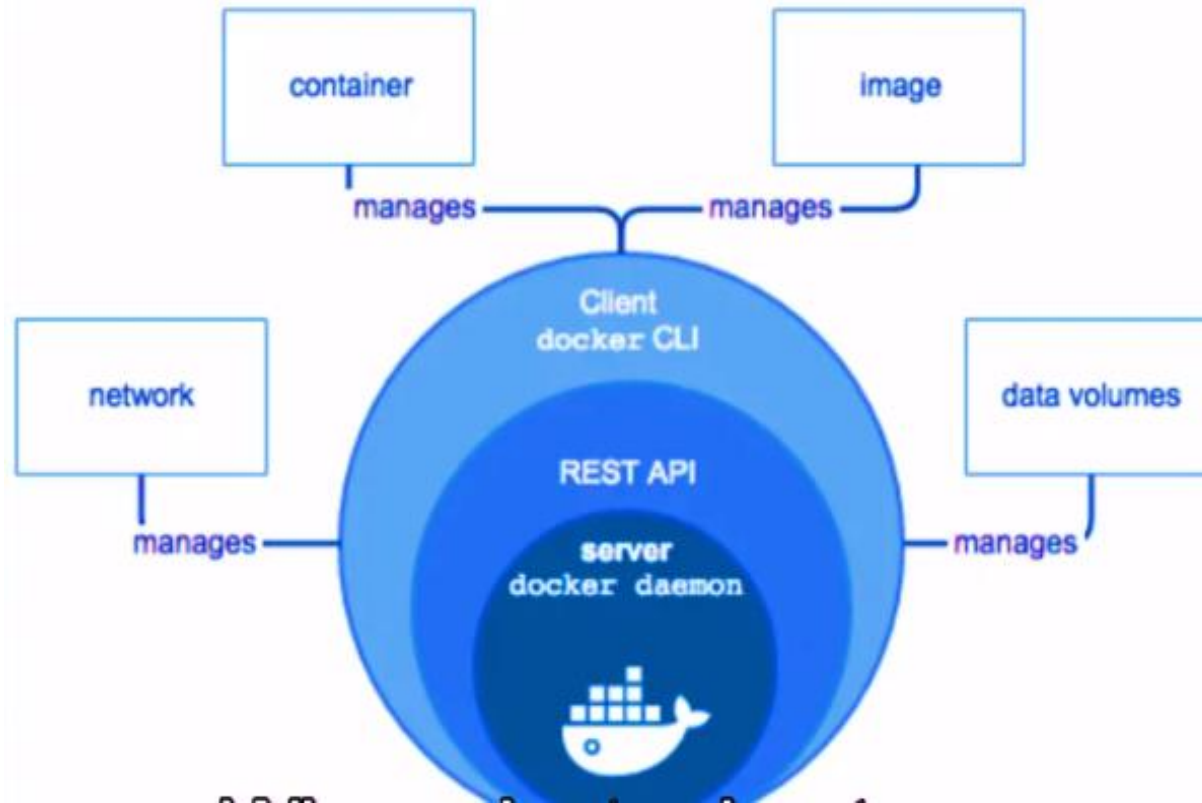 container
image
manages
manages
Client
docker CLI
network
data volumes
REST API
manages
server
manages
docker daemon